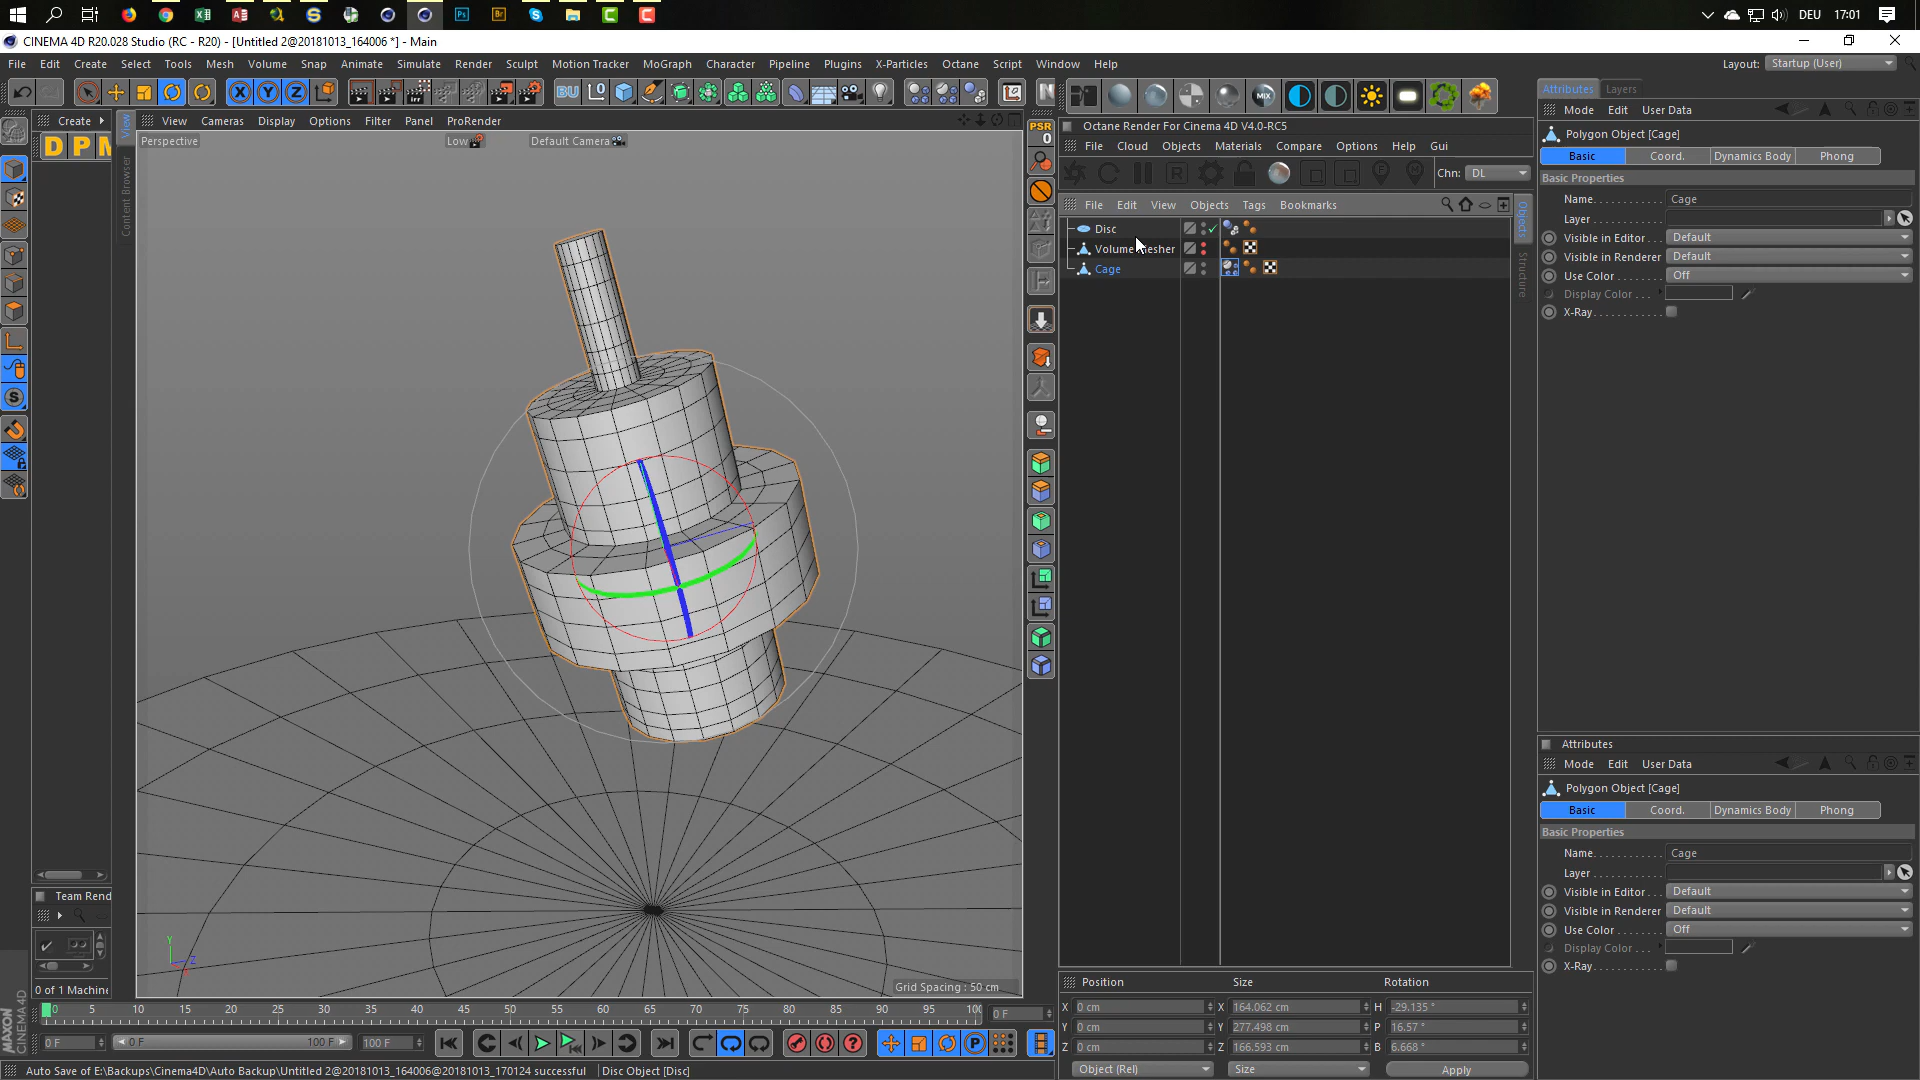 DEU 17:01
CINEMA 4D R20.028 Studio (RC - R20) - [Untitled 2@20181013_164006 *] - Main
File Edit Create Select Tools Mesh Volume Snap Animate Simulate Render Sculpt Motion Tracker MoGraph Character Pipeline Plugins X-Particles Octane Script Window Help Layout: Startup (User)
X Y Z
Attributes Layers
Create View View Cameras Display Options Filter Panel ProRender
PSR
0
Octane Render For Cinema 4D V4.0-RC5
Mode Edit User Data
Perspective Low Default Camera
File Cloud Objects Materials Compare Options Help Gui
Polygon Object [Cage]
D P M
Basic Coord. Dynamics Body Phong
Chn: DL
Basic Properties
Content Browser
File Edit View Objects Tags Bookmarks
Objects
Structure
Name Cage
Layer
Visible in Editor Default
Visible in Renderer Default
Use Color Off
Display Color
X-Ray
Disc
Cage
Attributes
Mode Edit User Data
Polygon Object [Cage]
Basic Coord. Dynamics Body Phong
Basic Properties
Name Cage
Layer
Visible in Editor Default
Visible in Renderer Default
Use Color Off
Display Color
X-Ray
Team Rend
0 of 1 Machine
Y
Z
Grid Spacing : 50 cm
Position Size Rotation
0 5 10 15 20 25 30 35 40 45 50 55 60 65 70 75 80 85 90 95 100 0 F
X 0 cm X 164.062 cm H -29.135 °
Y 0 cm Y 277.498 cm P 16.57 °
Z 0 cm Z 166.593 cm B 6.668 °
0 F 0 F 100 F 100 F
Object (Rel) Size Apply
MAXON CINEMA4D
Auto Save of E:\Backups\Cinema4D\Auto Backup\Untitled 2@20181013_164006@20181013_170124 successful Disc Object [Disc]